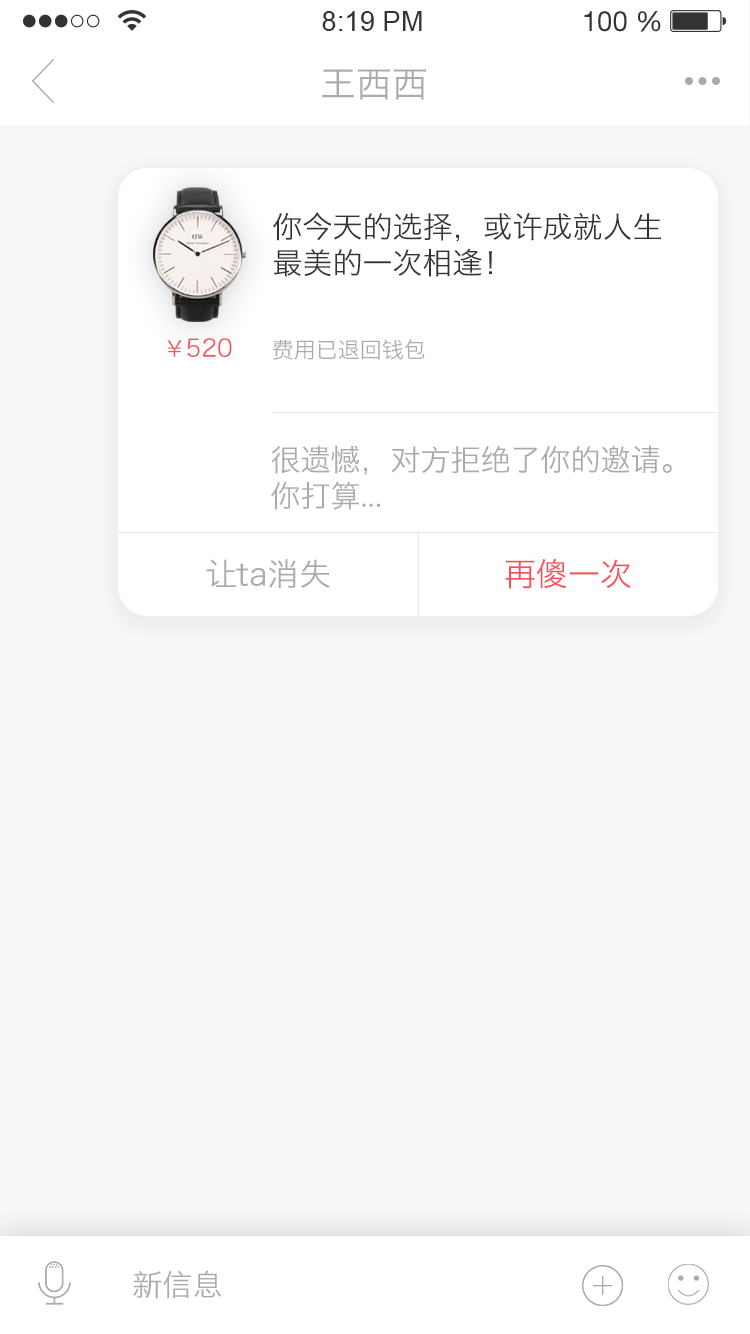 8:19 PM
100 %
王西西
你今天的选择，或许成就人生
最美的一次相逢！
¥520
费用已退回钱包
很遗憾，对方拒绝了你的邀请。
你打算...
让ta消失
再傻一次
新信息